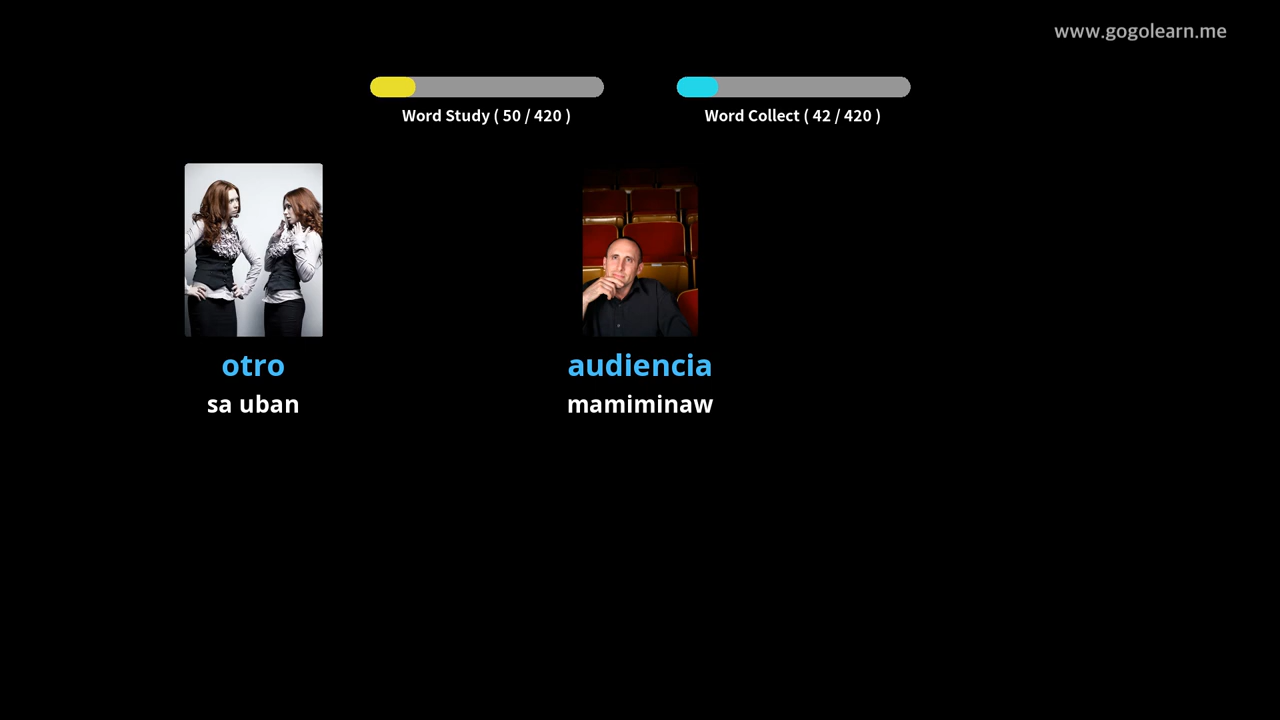 www.gogolearn.me
Word Study ( 50 / 420 )
Word Collect ( 42 / 420 )
otro
sa uban
audiencia
mamiminaw